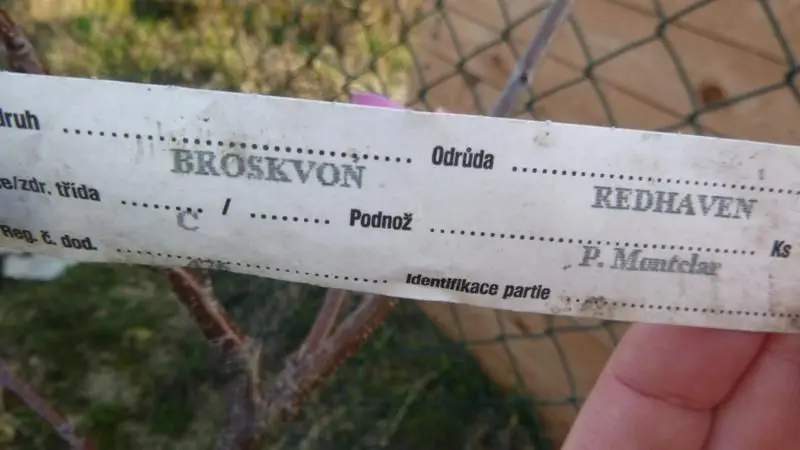 druh BROSKVOŇ Odrůda REDHAVEN
zdr. třída C / Podnož P. Montclar Ks
Reg. č. dod. Identifikace partie